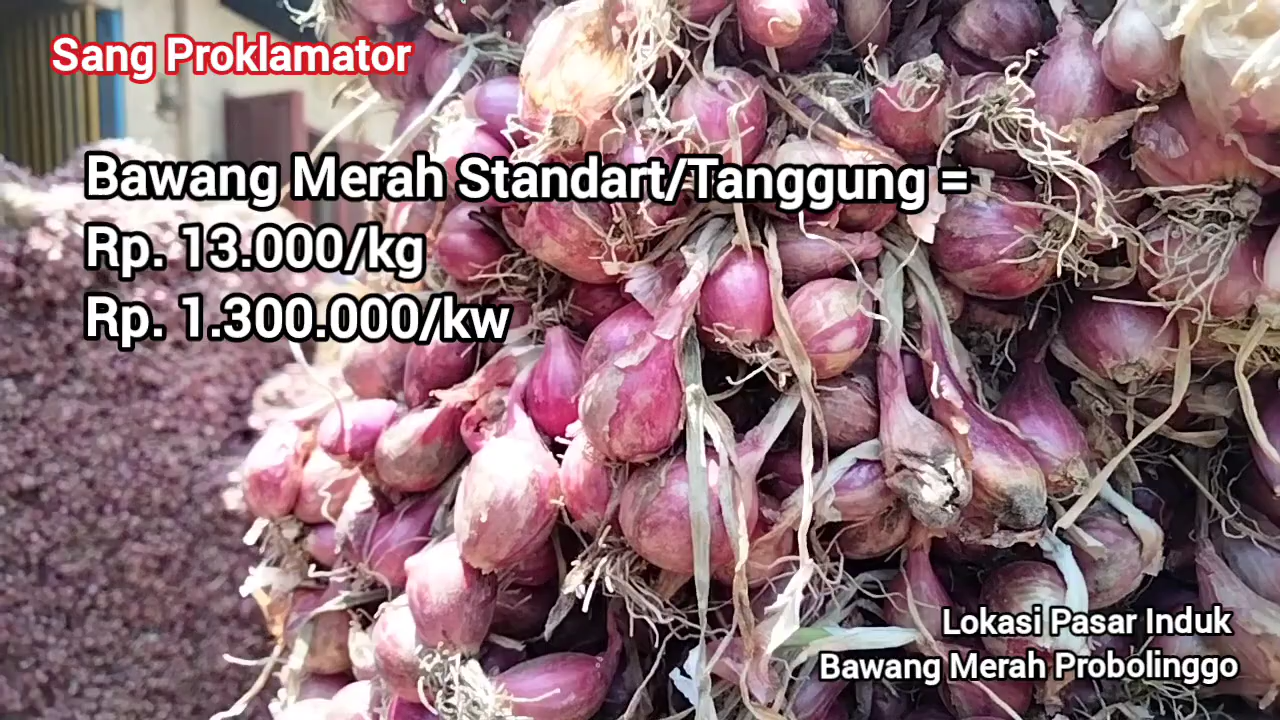 Sang Proklamator
Bawang Merah Standart/Tanggung =
Rp. 13.000/kg
Rp. 1.300.000/kw
Lokasi Pasar Induk
Bawang Merah Probolinggo